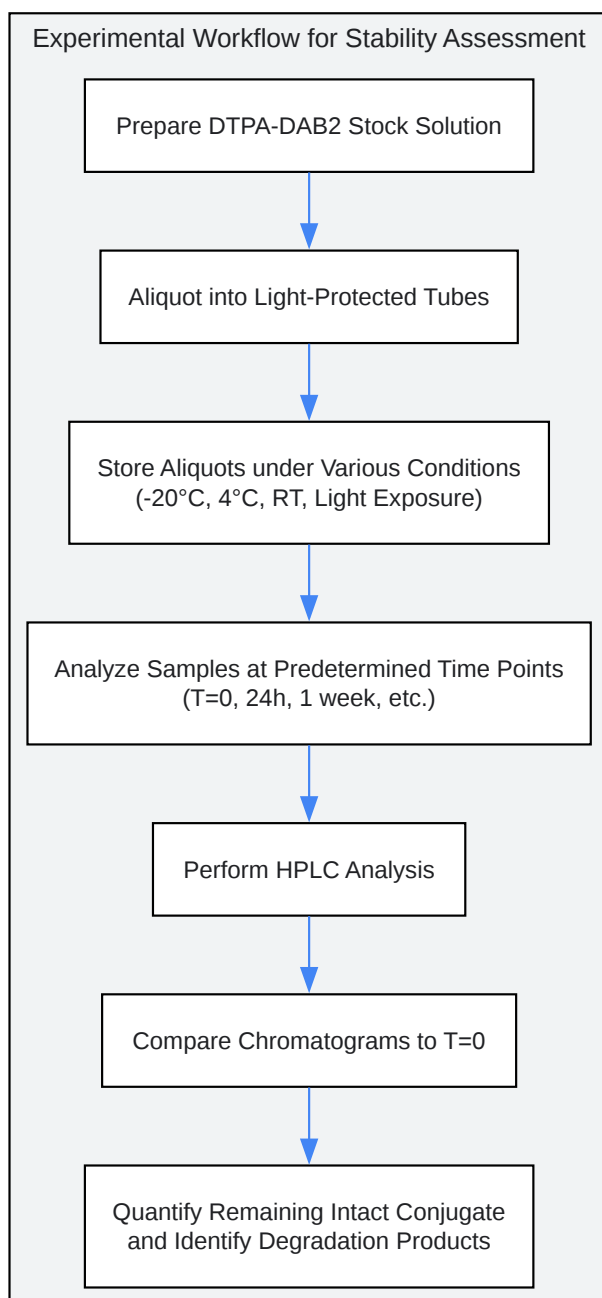 Experimental Workflow for Stability Assessment
Prepare DTPA-DAB2 Stock Solution
Aliquot into Light-Protected Tubes
Store Aliquots under Various Conditions
(-20°C, 4°C, RT, Light Exposure)
Analyze Samples at Predetermined Time Points
(T=0, 24h, 1 week, etc.)
Perform HPLC Analysis
Compare Chromatograms to T=0
Quantify Remaining Intact Conjugate
and Identify Degradation Products